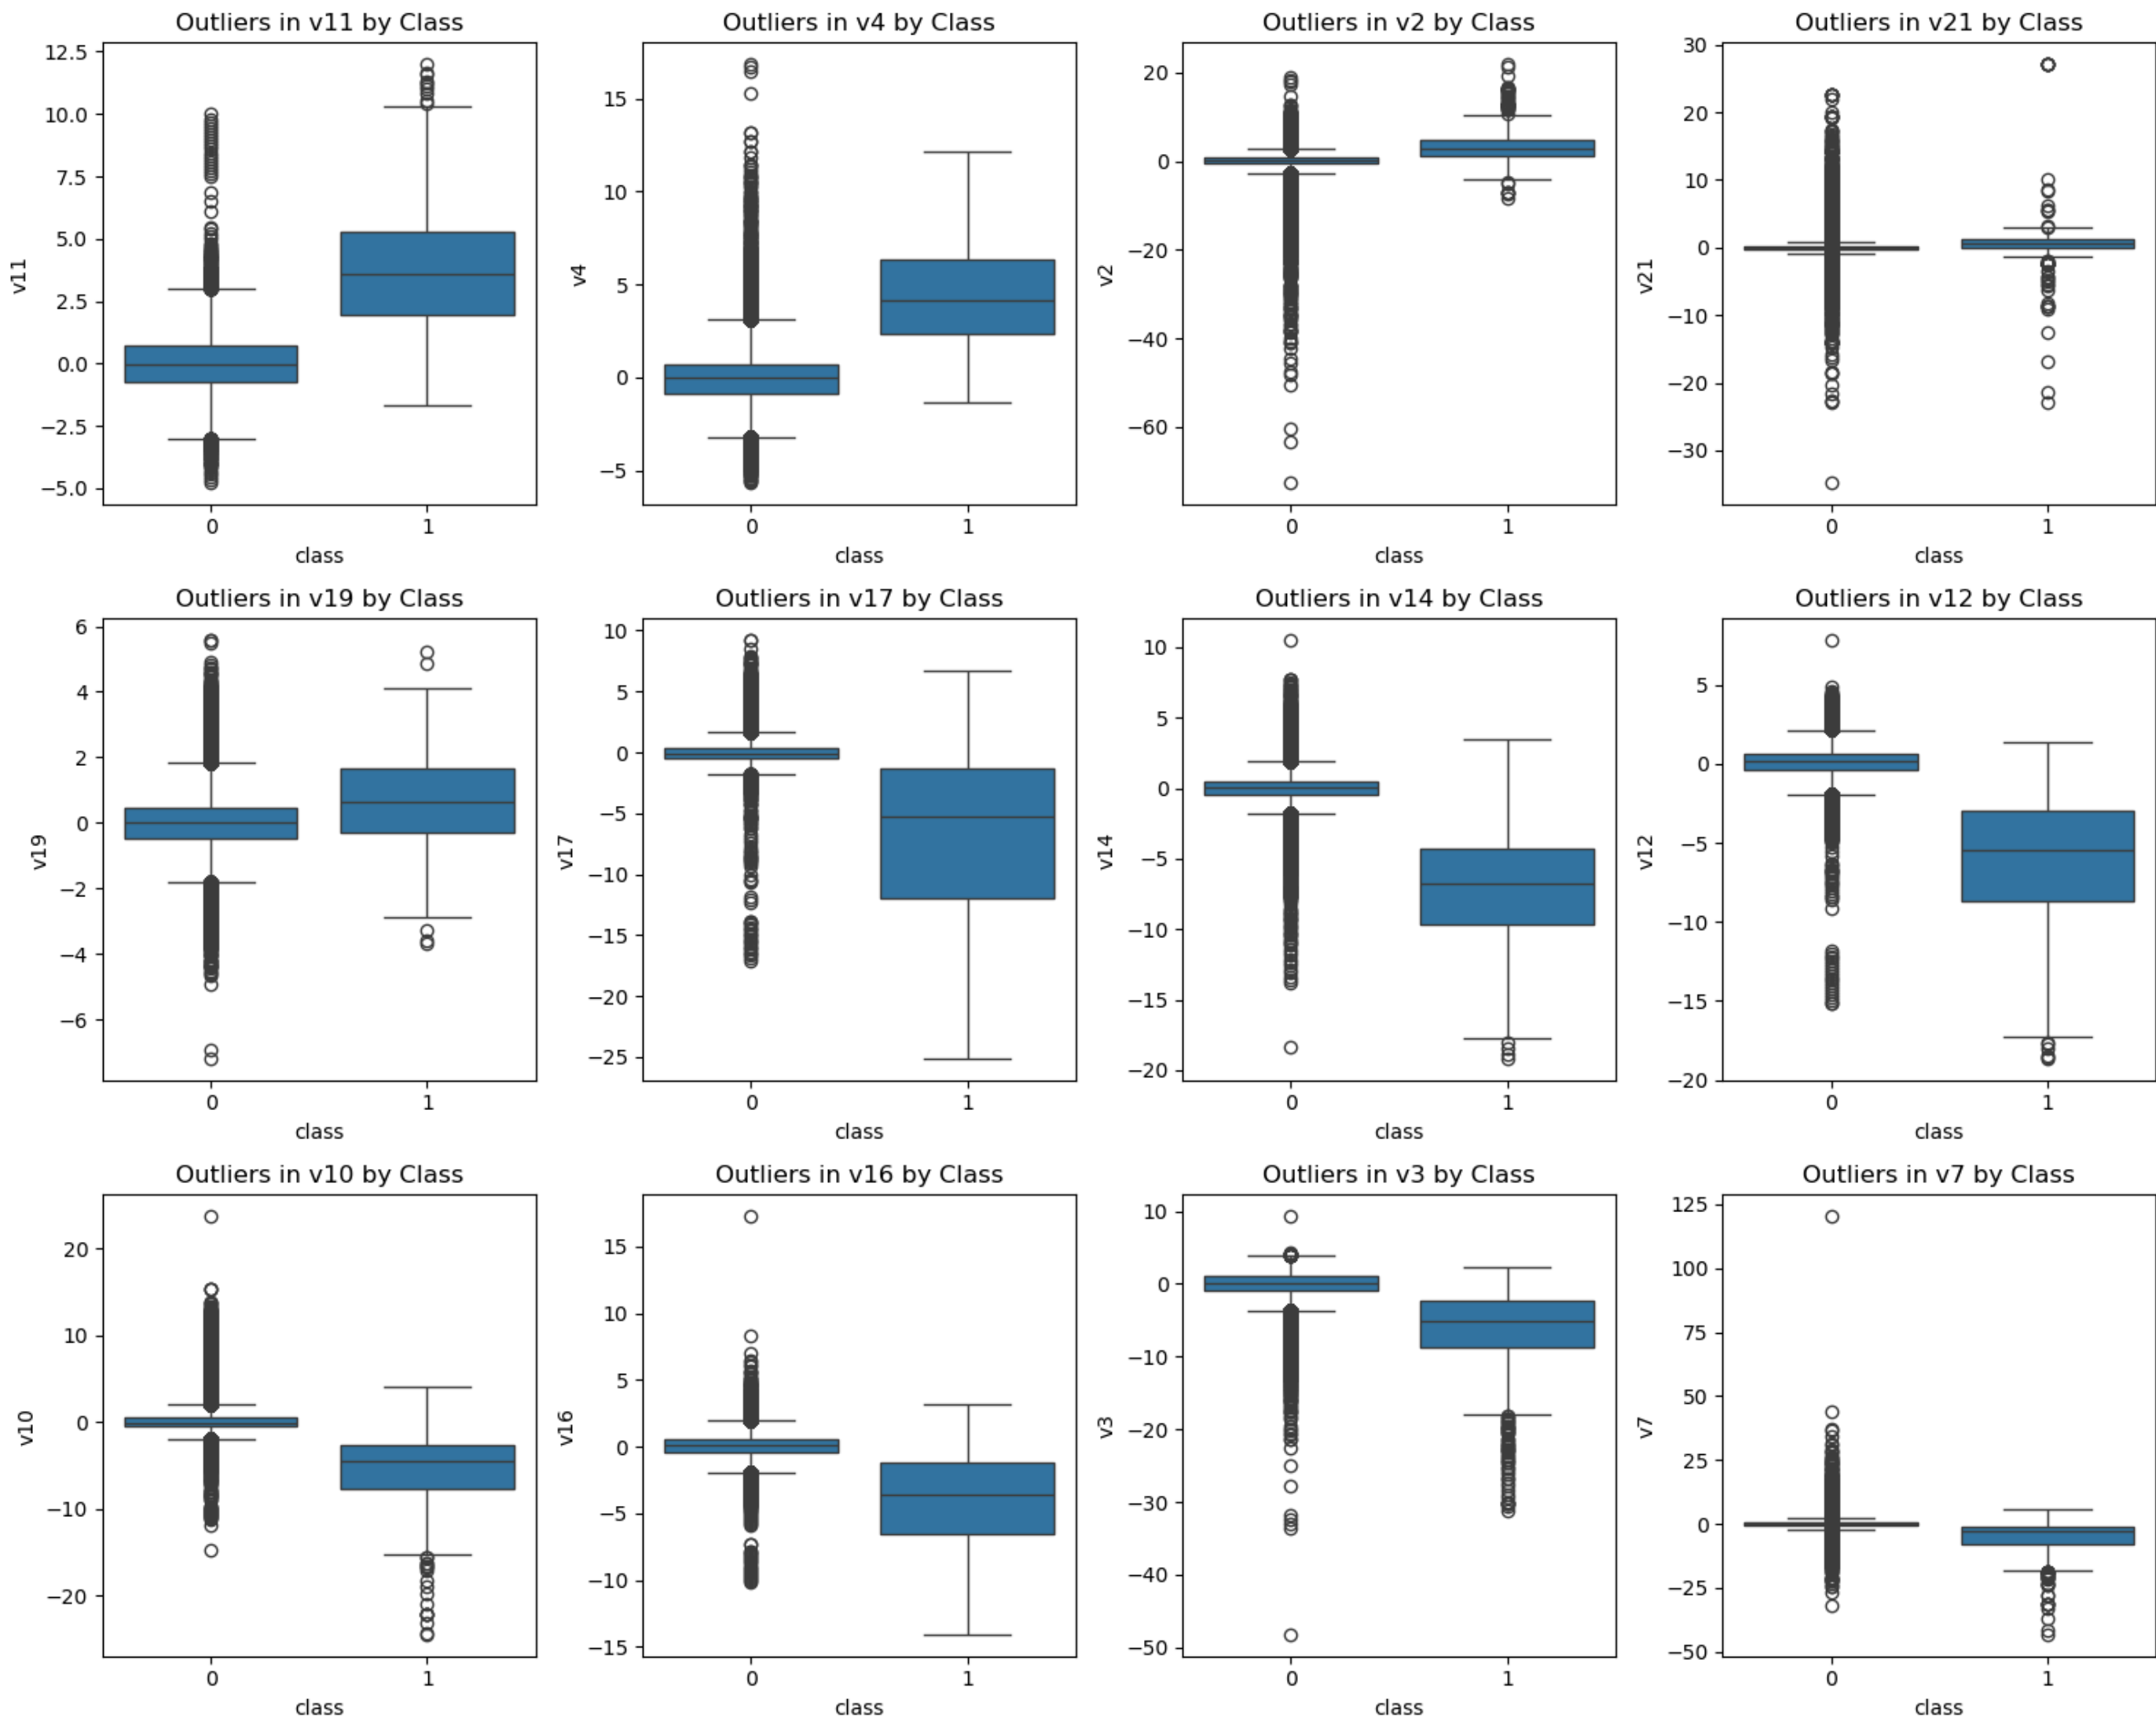 Outliers in v11 by Class
Outliers in v4 by Class
Outliers in v2 by Class
Outliers in v21 by Class
v11
12.5
10.0
7.5
5.0
2.5
0.0
−2.5
−5.0
0 1
class
v4
15
10
5
0
−5
0 1
class
v2
20
0
−20
−40
−60
0 1
class
v21
30
20
10
0
−10
−20
−30
0 1
class
Outliers in v19 by Class
Outliers in v17 by Class
Outliers in v14 by Class
Outliers in v12 by Class
v19
6
4
2
0
−2
−4
−6
0 1
class
v17
10
5
0
−5
−10
−15
−20
−25
0 1
class
v14
10
5
0
−5
−10
−15
−20
0 1
class
v12
5
0
−5
−10
−15
−20
0 1
class
Outliers in v10 by Class
Outliers in v16 by Class
Outliers in v3 by Class
Outliers in v7 by Class
v10
20
10
0
−10
−20
0 1
class
v16
15
10
5
0
−5
−10
−15
0 1
class
v3
10
0
−10
−20
−30
−40
−50
0 1
class
v7
125
100
75
50
25
0
−25
−50
0 1
class